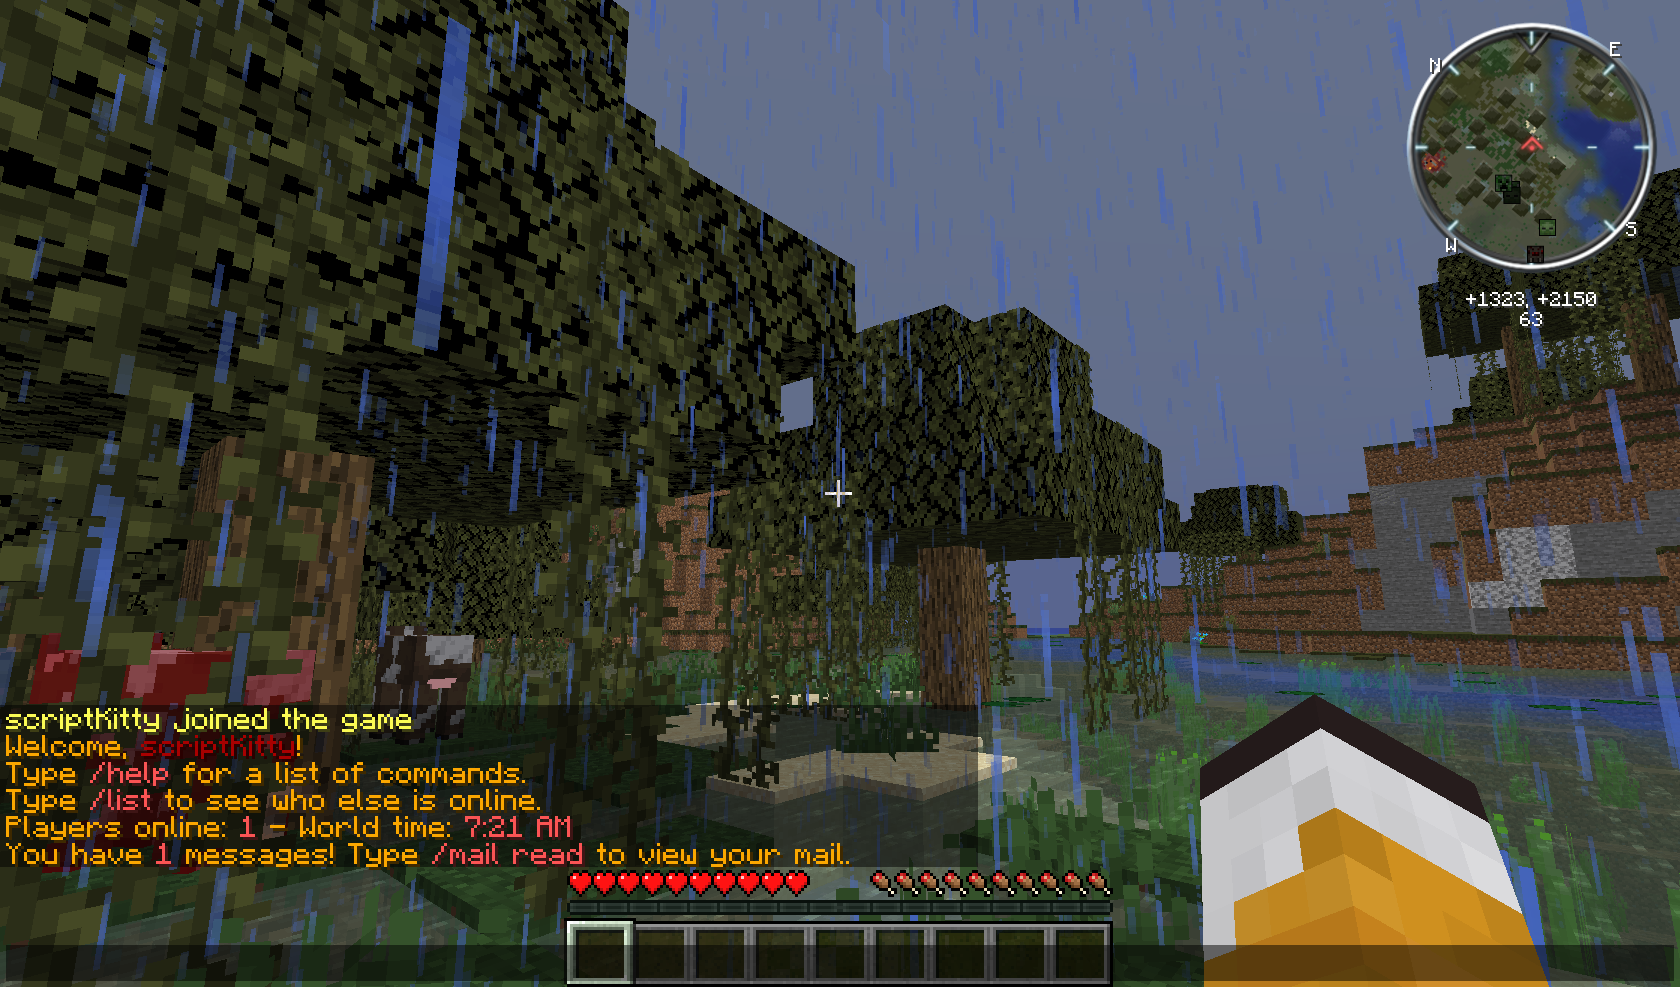 N
E
W
S
+1323, +2150
63
scriptKitty joined the game
Welcome, scriptKitty!
Type /help for a list of commands.
Type /list to see who else is online.
Players online: 1 - World time: 7:21 AM
You have 1 messages! Type /mail read to view your mail.